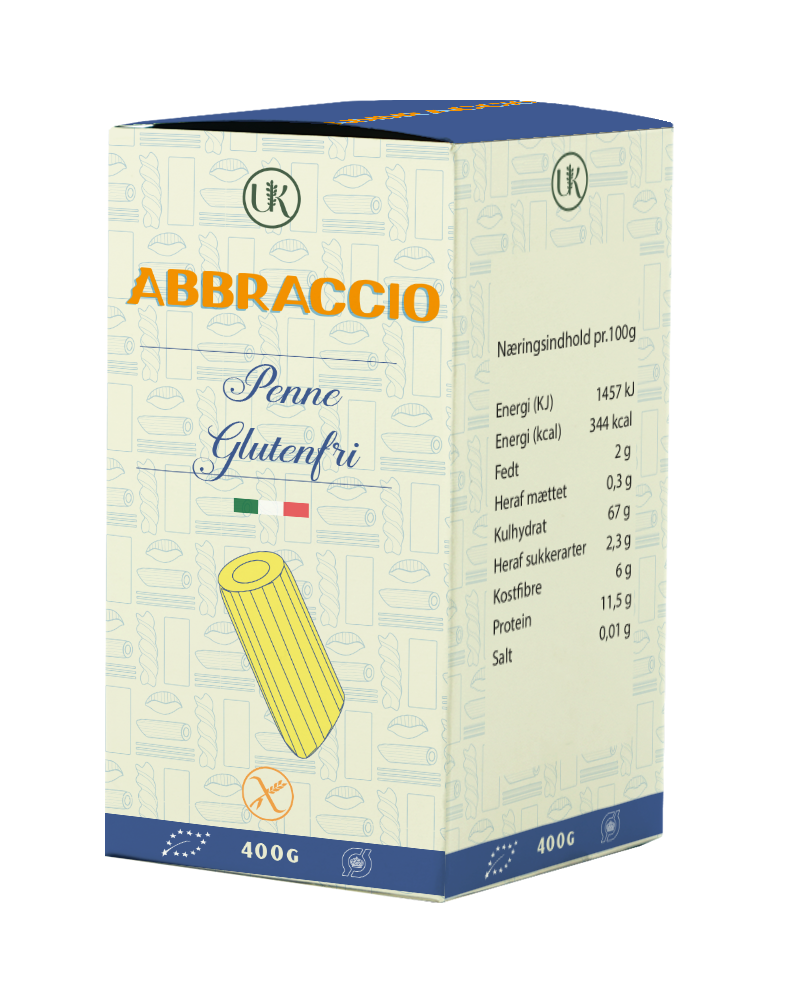 ABBRACCIO
UK
ABBRACCIO
Penne
Glutenfri
400G
UK
Næringsindhold pr.100g
Energi (KJ) 1457 kJ
Energi (kcal) 344 kcal
Fedt 2 g
Heraf mættet 0,3 g
Kulhydrat 67 g
Heraf sukkerarter 2,3 g
Kostfibre 6 g
Protein 11,5 g
Salt 0,01 g
400G